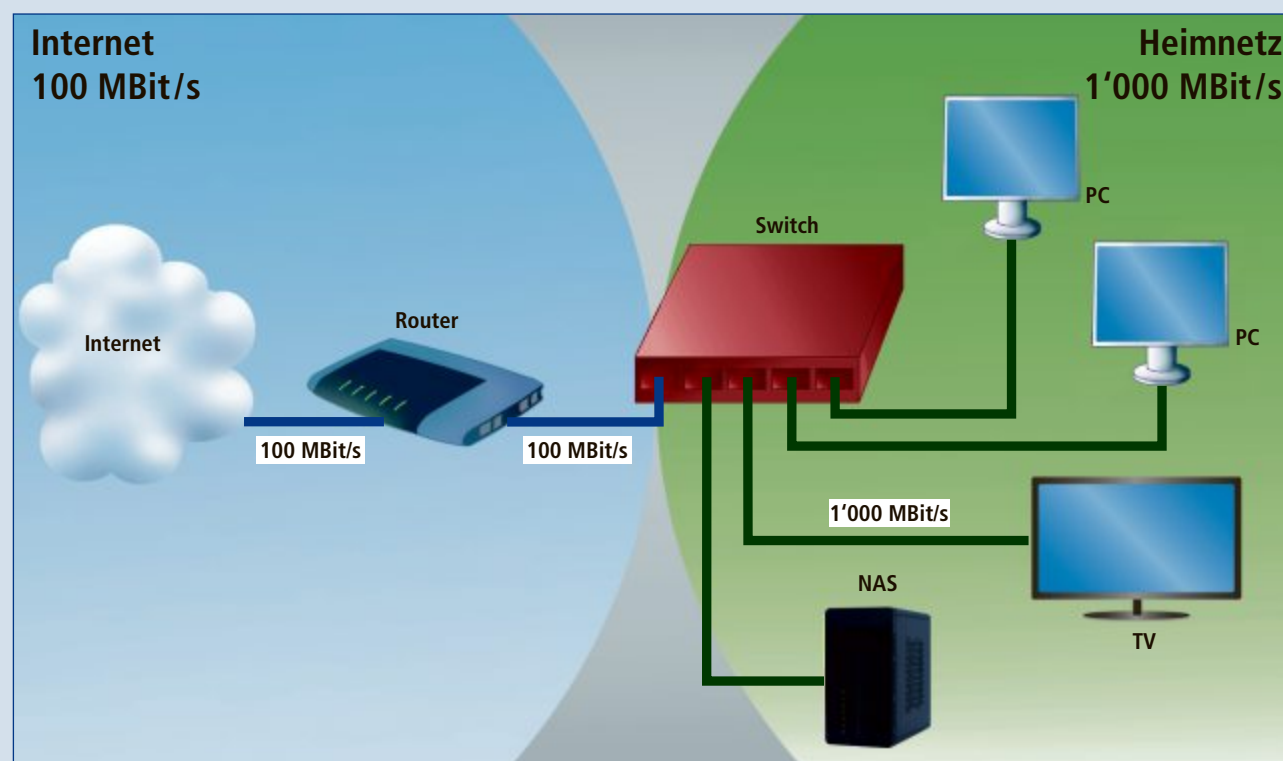 Internet
100 MBit/s
Heimnetz
1‘000 MBit/s
PC
Switch
PC
Router
Internet
100 MBit/s
100 MBit/s
1‘000 MBit/s
NAS
TV